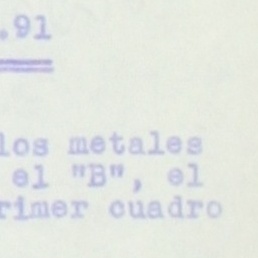 .91
los metales
el "B", el
rimer cuadro